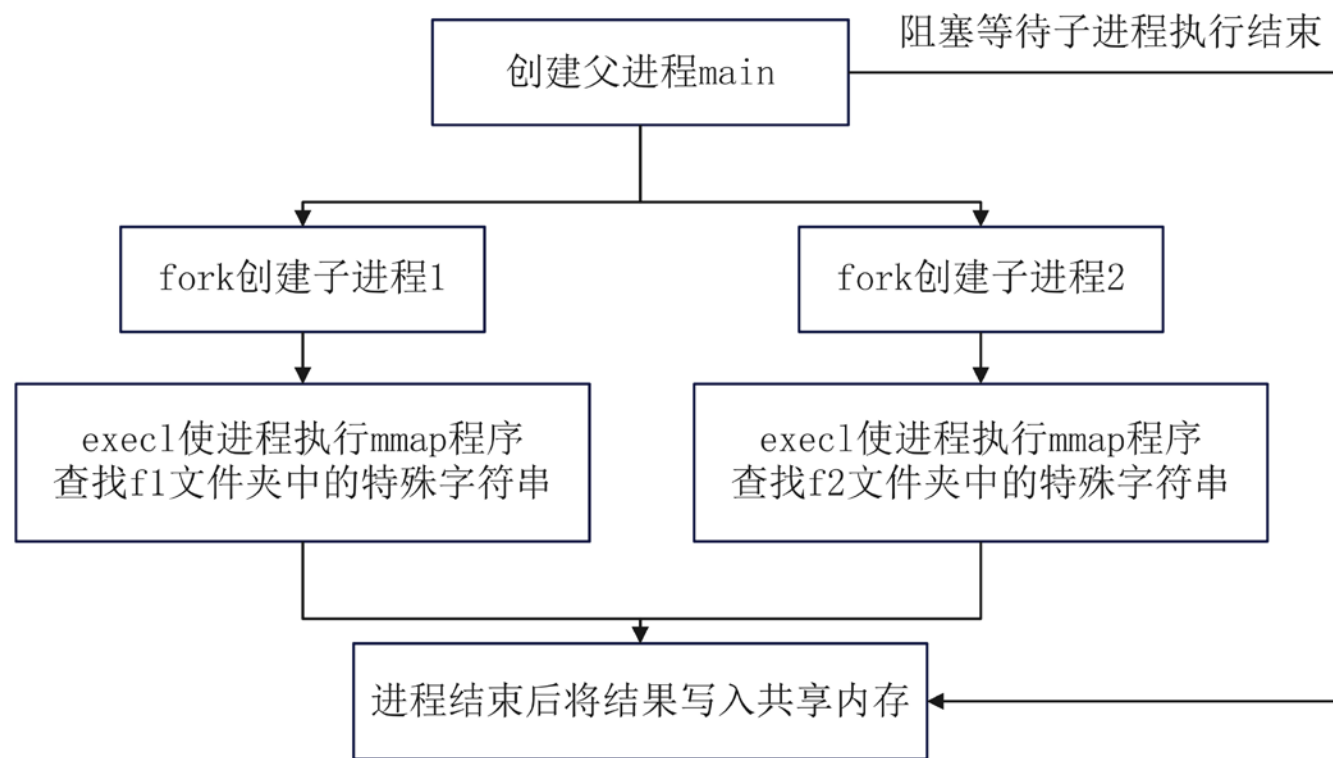 阻塞等待子进程执行结束
创建父进程main
fork创建子进程1
fork创建子进程2
execl使进程执行mmap程序
查找f1文件夹中的特殊字符串
execl使进程执行mmap程序
查找f2文件夹中的特殊字符串
进程结束后将结果写入共享内存